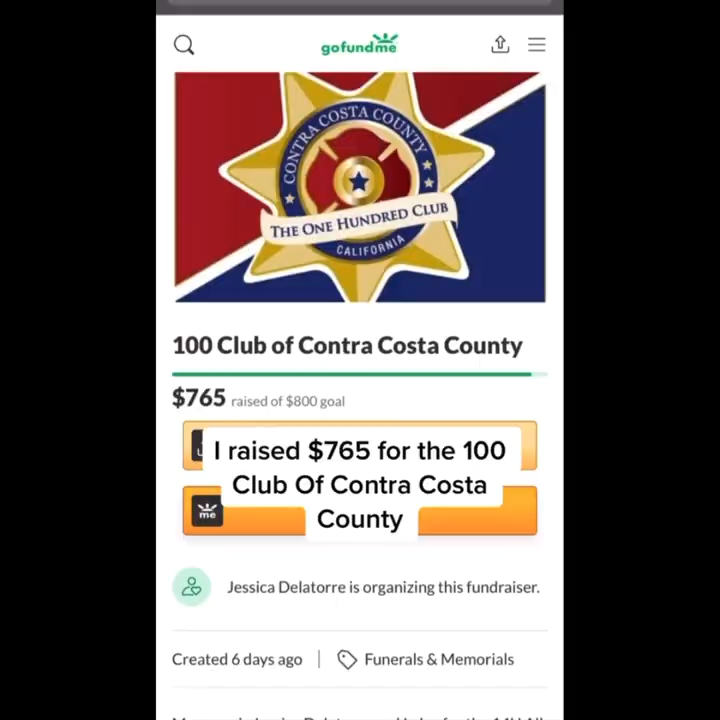 gofundme
CONTRA COSTA COUNTY
THE ONE HUNDRED CLUB
CALIFORNIA
100 Club of Contra Costa County
$765 raised of $800 goal
I raised $765 for the 100
Club Of Contra Costa
County
me
Jessica Delatorre is organizing this fundraiser.
Created 6 days ago | Funerals & Memorials